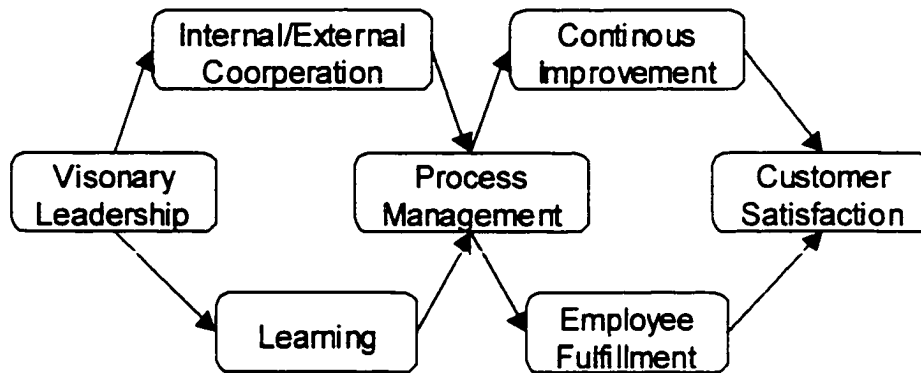 Internal/External
Coorperation
Continous
Improvement
Visonary
Leadership
Process
Management
Customer
Satisfaction
Learning
Employee
Fulfillment